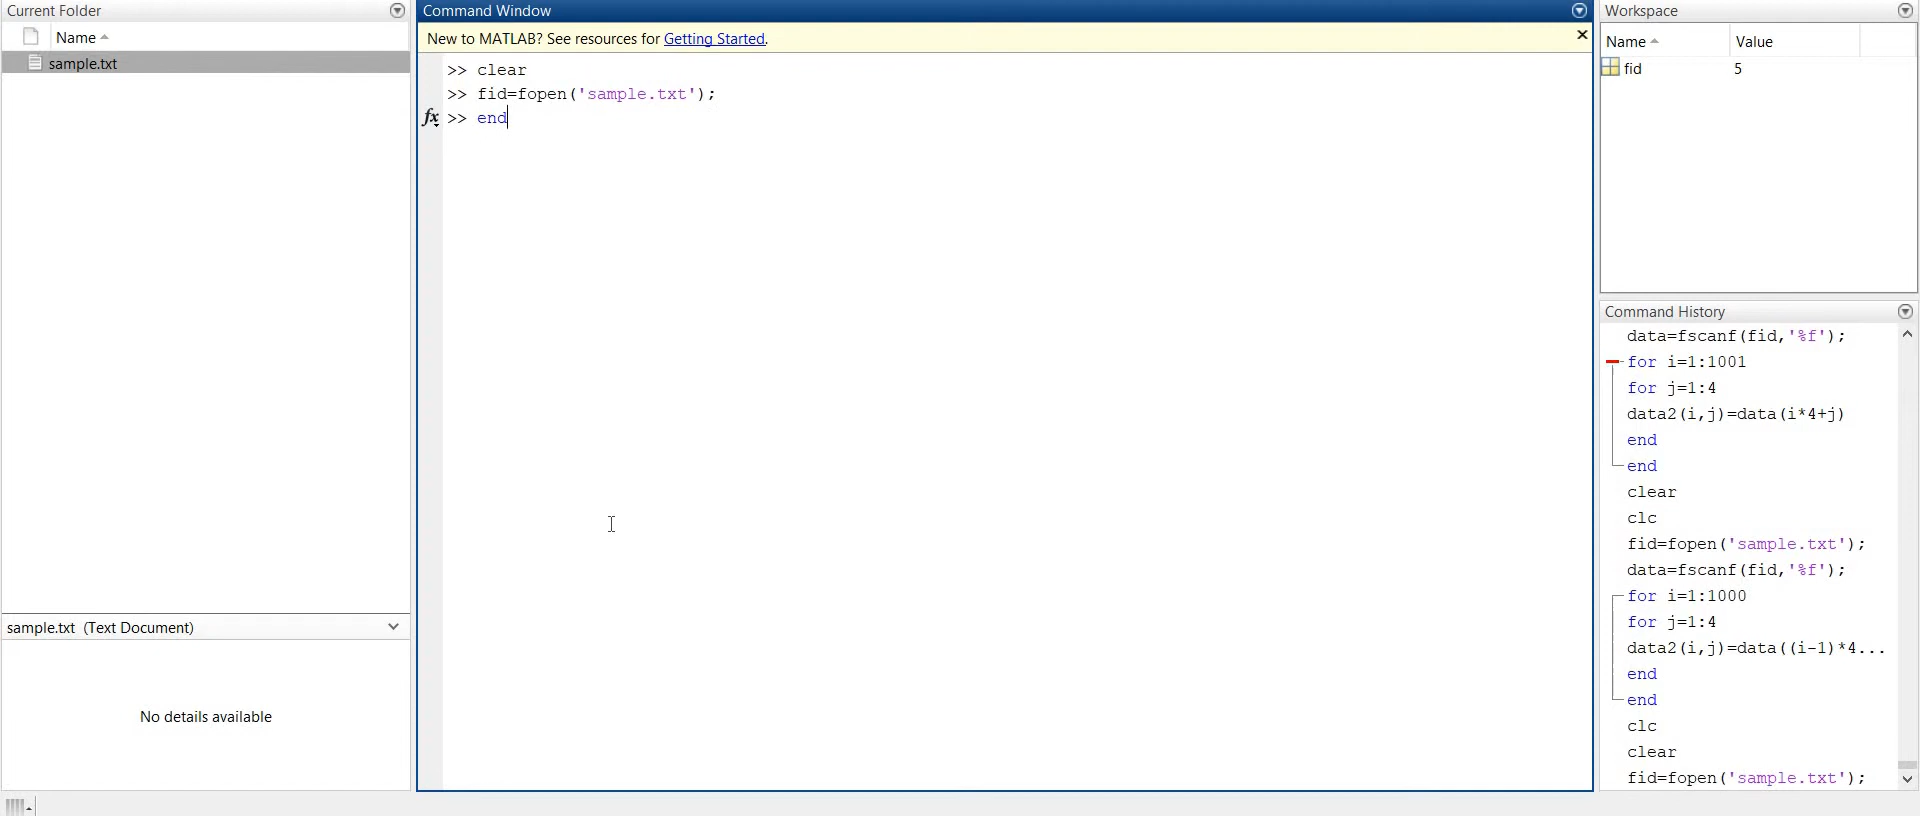 Current Folder
Name
sample.txt
sample.txt (Text Document)
No details available
Command Window
New to MATLAB? See resources for Getting Started.
>> clear
>> fid=fopen('sample.txt');
fx >> end
Workspace
Name Value
fid 5
Command History
data=fscanf(fid,'%f');
for i=1:1001
for j=1:4
data2(i,j)=data(i*4+j)
end
end
clear
clc
fid=fopen('sample.txt');
data=fscanf(fid,'%f');
for i=1:1000
for j=1:4
data2(i,j)=data((i-1)*4...
end
end
clc
clear
fid=fopen('sample.txt');